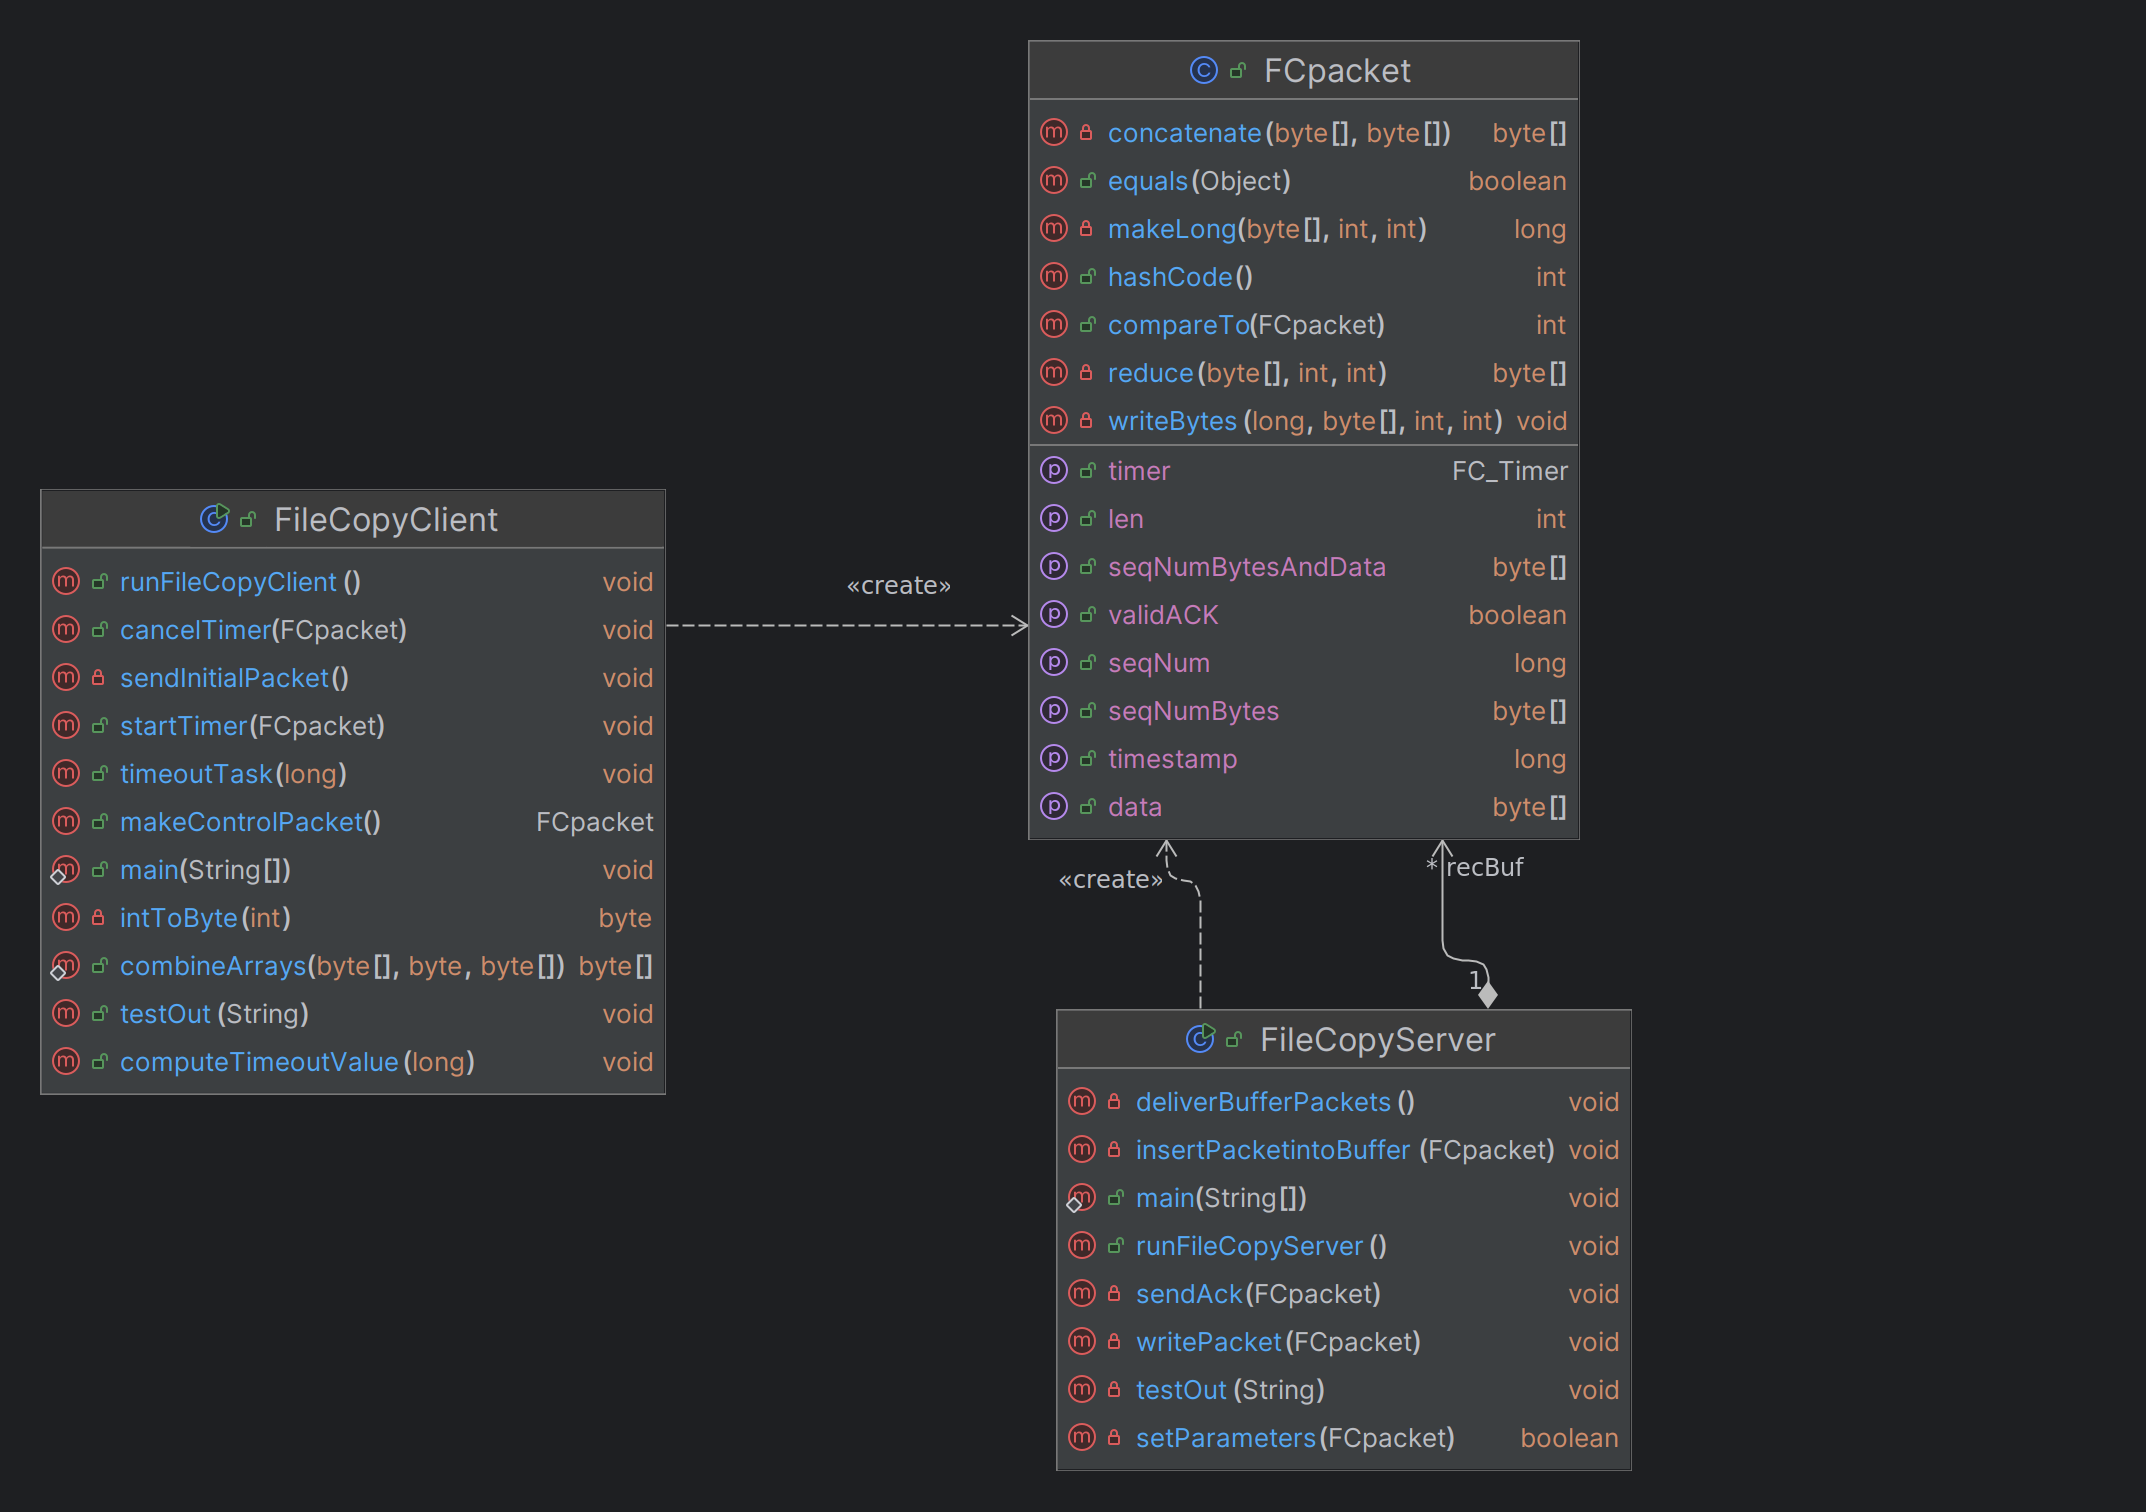 FCpacket
concatenate(byte[], byte[]) byte[]
equals(Object) boolean
makeLong(byte[], int, int) long
hashCode() int
compareTo(FCpacket) int
reduce(byte[], int, int) byte[]
writeBytes(long, byte[], int, int) void
timer FC_Timer
len int
seqNumBytesAndData byte[]
validACK boolean
seqNum long
seqNumBytes byte[]
timestamp long
data byte[]
FileCopyClient
runFileCopyClient() void
cancelTimer(FCpacket) void
sendInitialPacket() void
startTimer(FCpacket) void
timeoutTask(long) void
makeControlPacket() FCpacket
main(String[]) void
intToByte(int) byte
combineArrays(byte[], byte, byte[]) byte[]
testOut(String) void
computeTimeoutValue(long) void
«create»
«create»
* recBuf
1
FileCopyServer
deliverBufferPackets() void
insertPacketintoBuffer(FCpacket) void
main(String[]) void
runFileCopyServer() void
sendAck(FCpacket) void
writePacket(FCpacket) void
testOut(String) void
setParameters(FCpacket) boolean